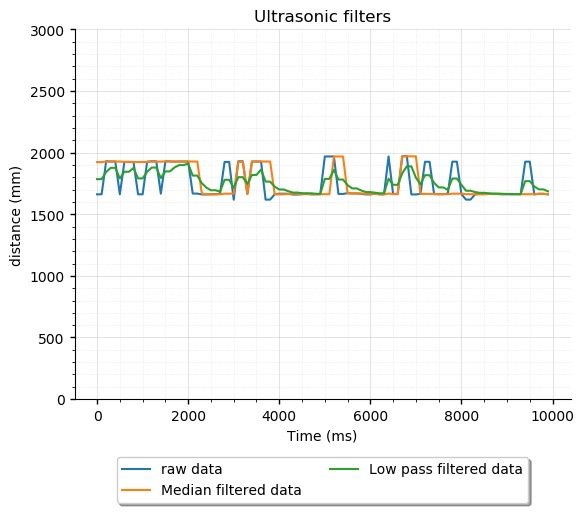 Ultrasonic filters
3000
2500
2000
1500
1000
500
0
distance (mm)
0 2000 4000 6000 8000 10000
Time (ms)
raw data
Median filtered data
Low pass filtered data